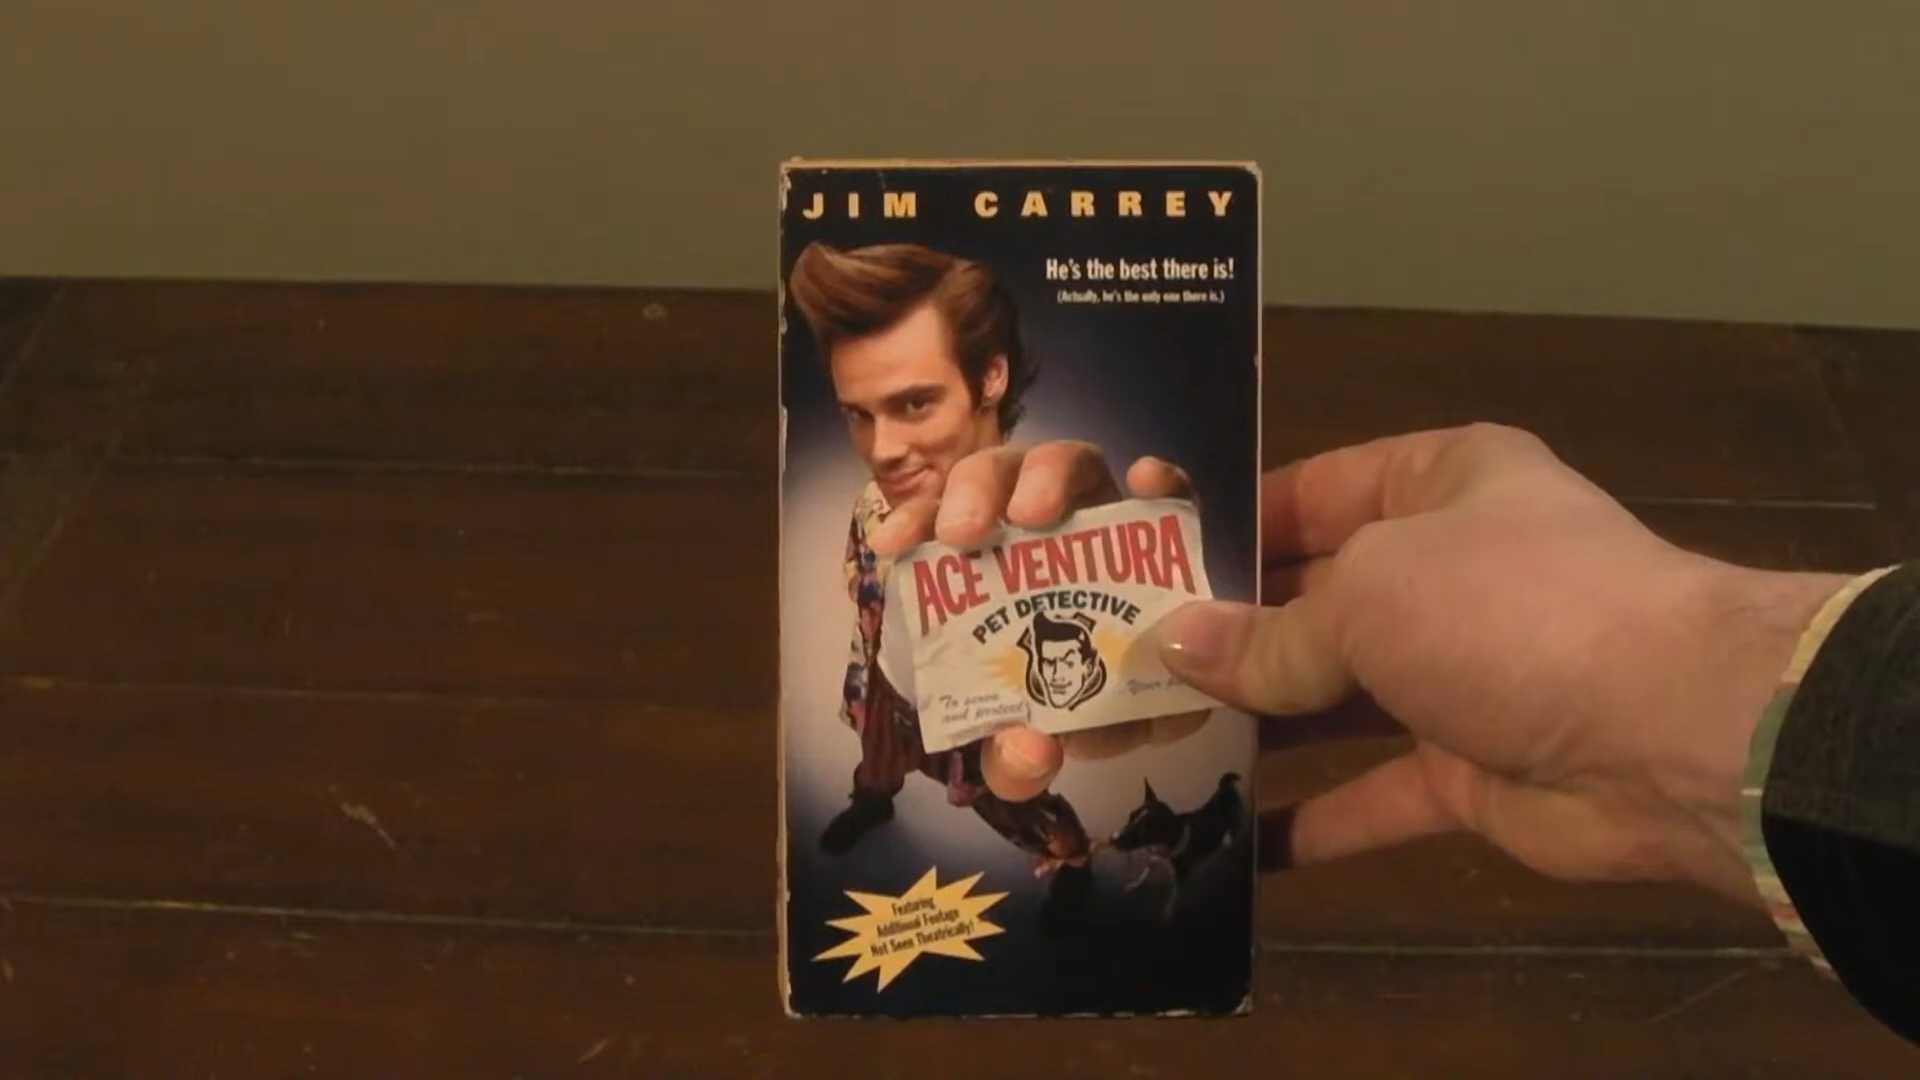 JIM CARREY
He's the best there is!
(Actually, he's the only one there is.)
ACE VENTURA
PET DETECTIVE
To serve
and protect
...Your p
Featuring
Additional Footage
Not Seen Theatrically!